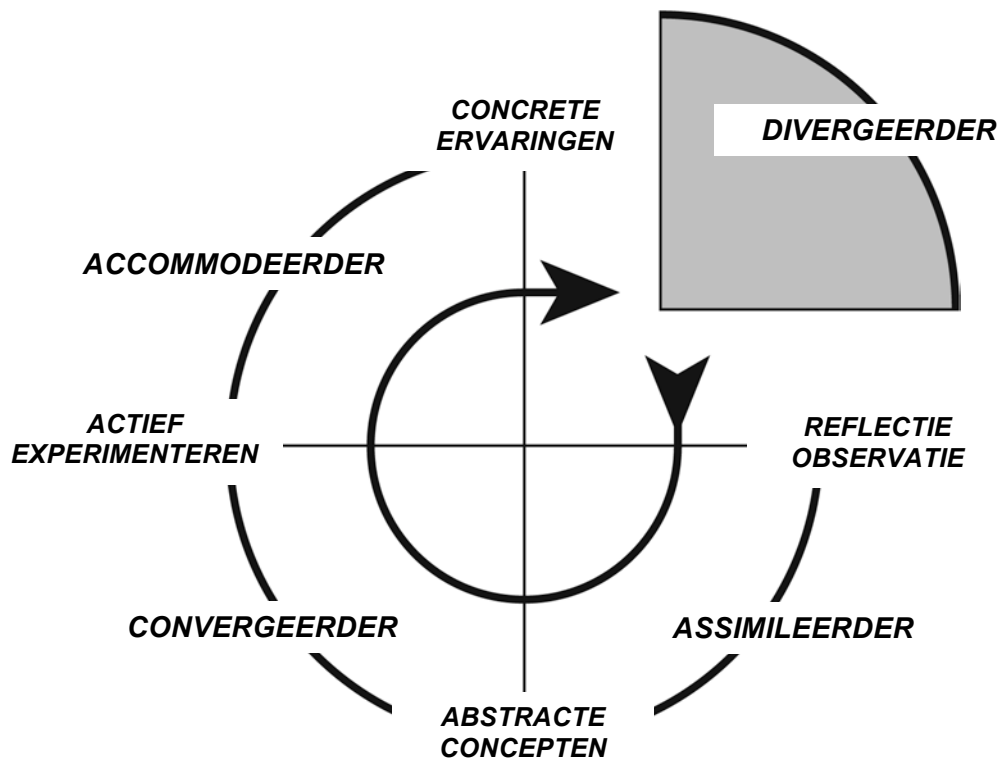 CONCRETE
ERVARINGEN
DIVERGEERDER
ACCOMMODEERDER
ACTIEF
EXPERIMENTEREN
REFLECTIE
OBSERVATIE
CONVERGEERDER
ASSIMILEERDER
ABSTRACTE
CONCEPTEN